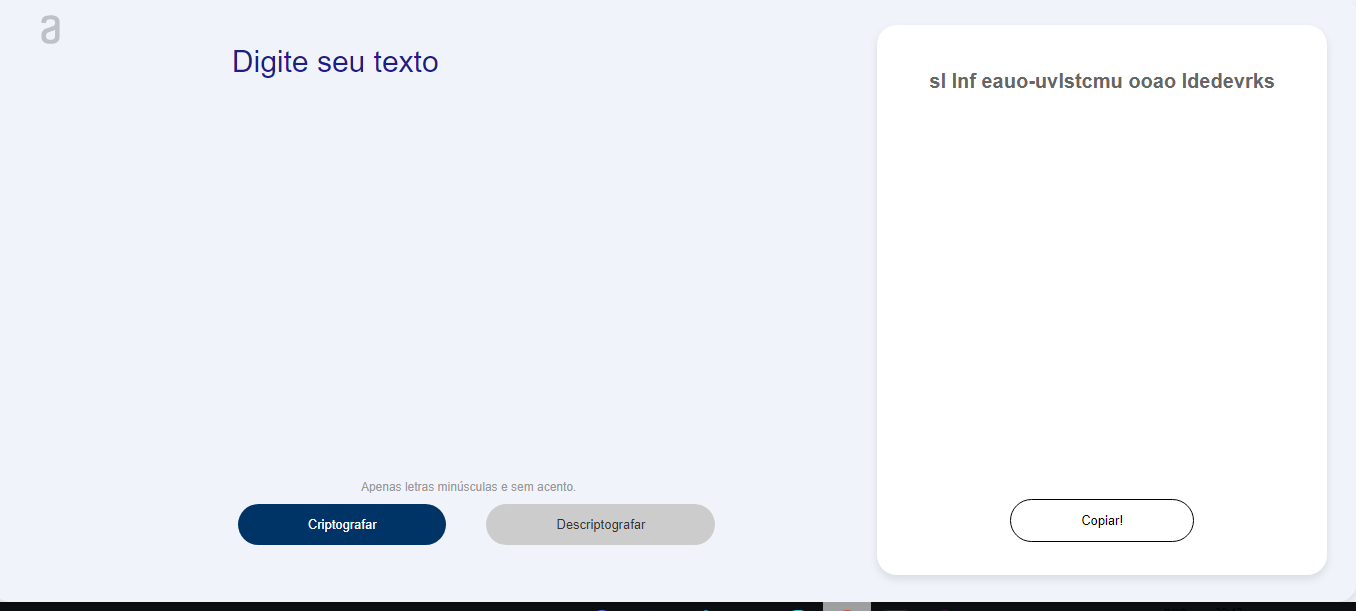 a
Digite seu texto
sl lnf eauo-uvlstcmu ooao ldedevrks
Apenas letras minúsculas e sem acento.
Criptografar
Descriptografar
Copiar!